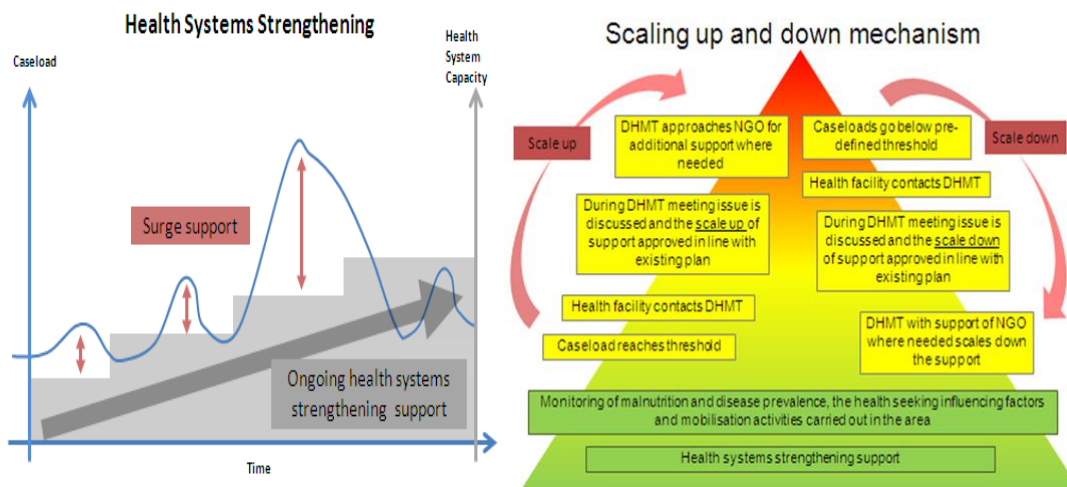 Health Systems Strengthening
Caseload
Health
System
Capacity
Surge support
Ongoing health systems
strengthening support
Time
Scaling up and down mechanism
Scale up
DHMT approaches NGO for
additional support where
needed
During DHMT meeting issue is
discussed and the scale up of
support approved in line with
existing plan
Health facility contacts DHMT
Caseload reaches threshold
Caseloads go below pre-
defined threshold
Scale down
Health facility contacts DHMT
During DHMT meeting issue is
discussed and the scale down
of support approved in line with
existing plan
DHMT with support of NGO
where needed scales down
the support
Monitoring of malnutrition and disease prevalence, the health seeking influencing factors
and mobilisation activities carried out in the area
Health systems strengthening support